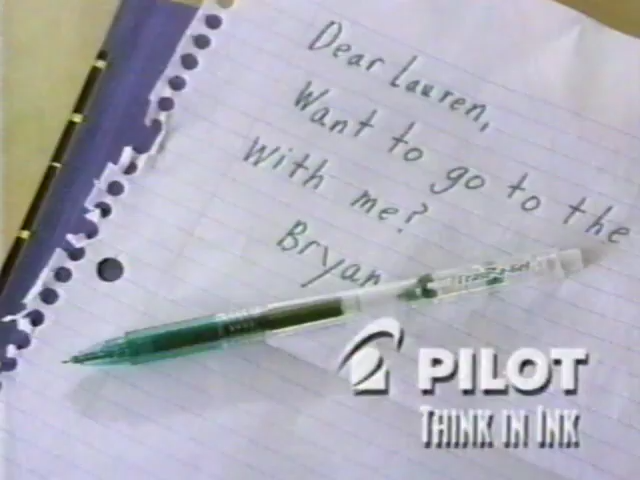 Dear Lauren,
Want to go to the
With me?
Bryan
PILOT
THINK IN INK